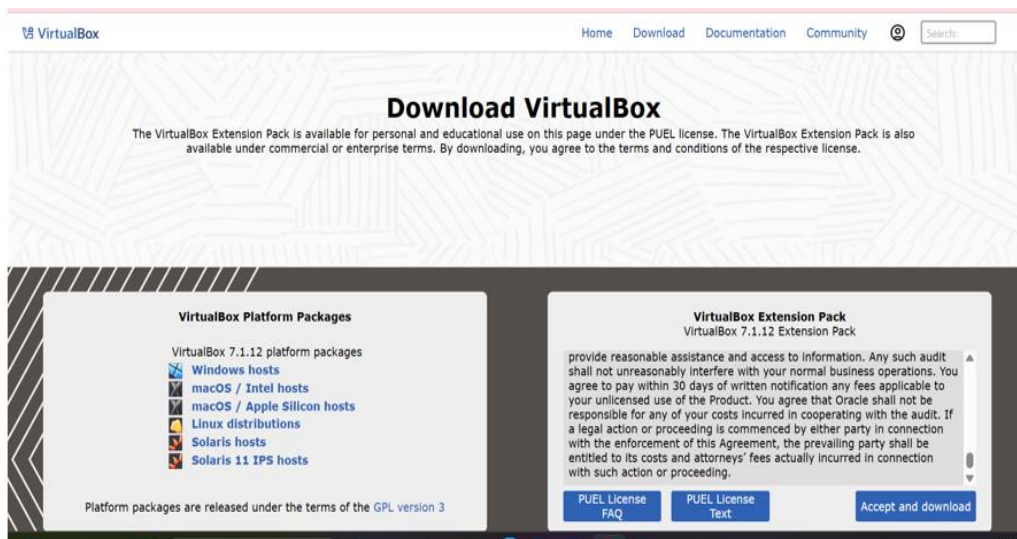 VirtualBox
Home Download Documentation Community Search:
Download VirtualBox
The VirtualBox Extension Pack is available for personal and educational use on this page under the PUEL license. The VirtualBox Extension Pack is also
available under commercial or enterprise terms. By downloading, you agree to the terms and conditions of the respective license.
VirtualBox Platform Packages
VirtualBox 7.1.12 platform packages
Windows hosts
macOS / Intel hosts
macOS / Apple Silicon hosts
Linux distributions
Solaris hosts
Solaris 11 IPS hosts
Platform packages are released under the terms of the GPL version 3
VirtualBox Extension Pack
VirtualBox 7.1.12 Extension Pack
provide reasonable assistance and access to information. Any such audit
shall not unreasonably interfere with your normal business operations. You
agree to pay within 30 days of written notification any fees applicable to
your unlicensed use of the Product. You agree that Oracle shall not be
responsible for any of your costs incurred in cooperating with the audit. If
a legal action or proceeding is commenced by either party in connection
with the enforcement of this Agreement, the prevailing party shall be
entitled to its costs and attorneys' fees actually incurred in connection
with such action or proceeding.
PUEL License
FAQ
PUEL License
Text
Accept and download